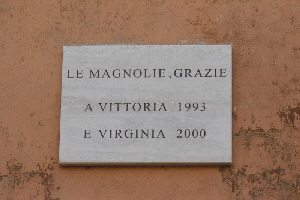 LE MAGNOLIE, GRAZIE
A VITTORIA 1993
E VIRGINIA 2000